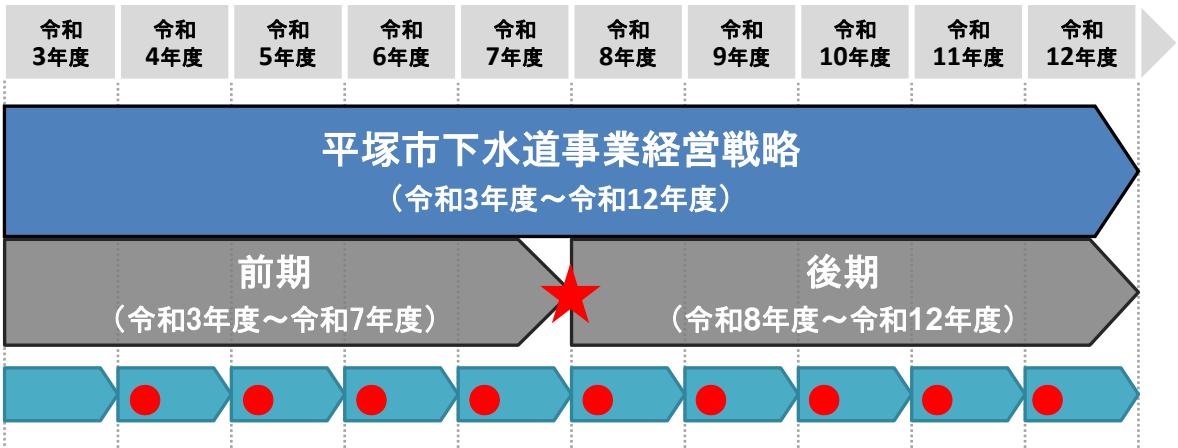 令和
3年度
令和
4年度
令和
5年度
令和
6年度
令和
7年度
令和
8年度
令和
9年度
令和
10年度
令和
11年度
令和
12年度
平塚市下水道事業経営戦略
（令和3年度～令和12年度）
前期
（令和3年度～令和7年度）
後期
（令和8年度～令和12年度）